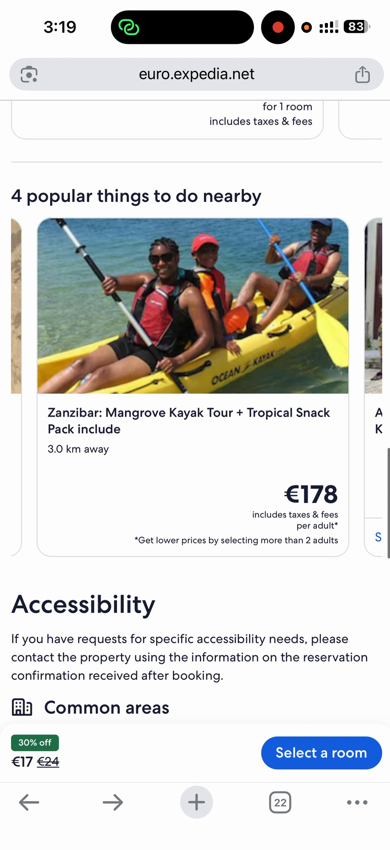 3:19
83
euro.expedia.net
for 1 room
includes taxes & fees
4 popular things to do nearby
OCEAN KAYAK
Zanzibar: Mangrove Kayak Tour + Tropical Snack
Pack include
3.0 km away
€178
includes taxes & fees
per adult*
*Get lower prices by selecting more than 2 adults
A
K
S
Accessibility
If you have requests for specific accessibility needs, please
contact the property using the information on the reservation
confirmation received after booking.
Common areas
30% off
€17 €24
Select a room
22